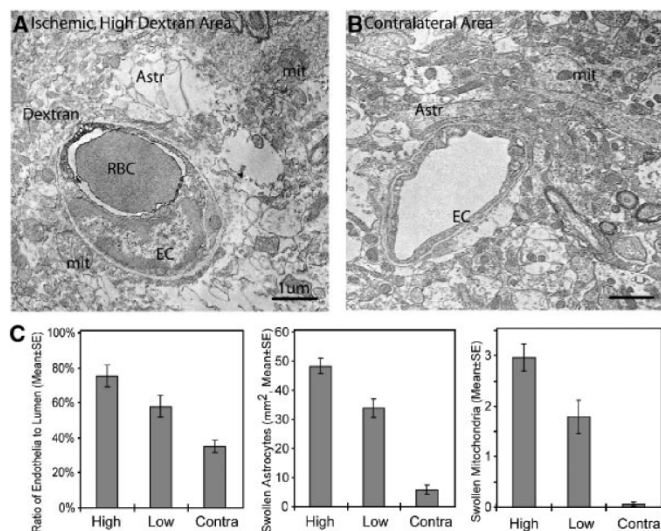 A Ischemic, High Dextran Area
Astr
mit
Dextran
RBC
EC
mit
1um
B Contralateral Area
mit
Astr
EC
C
Ratio of Endothelia to Lumen (Mean±SE)
100%
80%
60%
40%
20%
0%
High Low Contra
Swollen Astrocytes (mm², Mean±SE)
60
50
40
30
20
10
0
High Low Contra
Swollen Mitochondria (Mean±SE)
3
2
1
0
High Low Contra